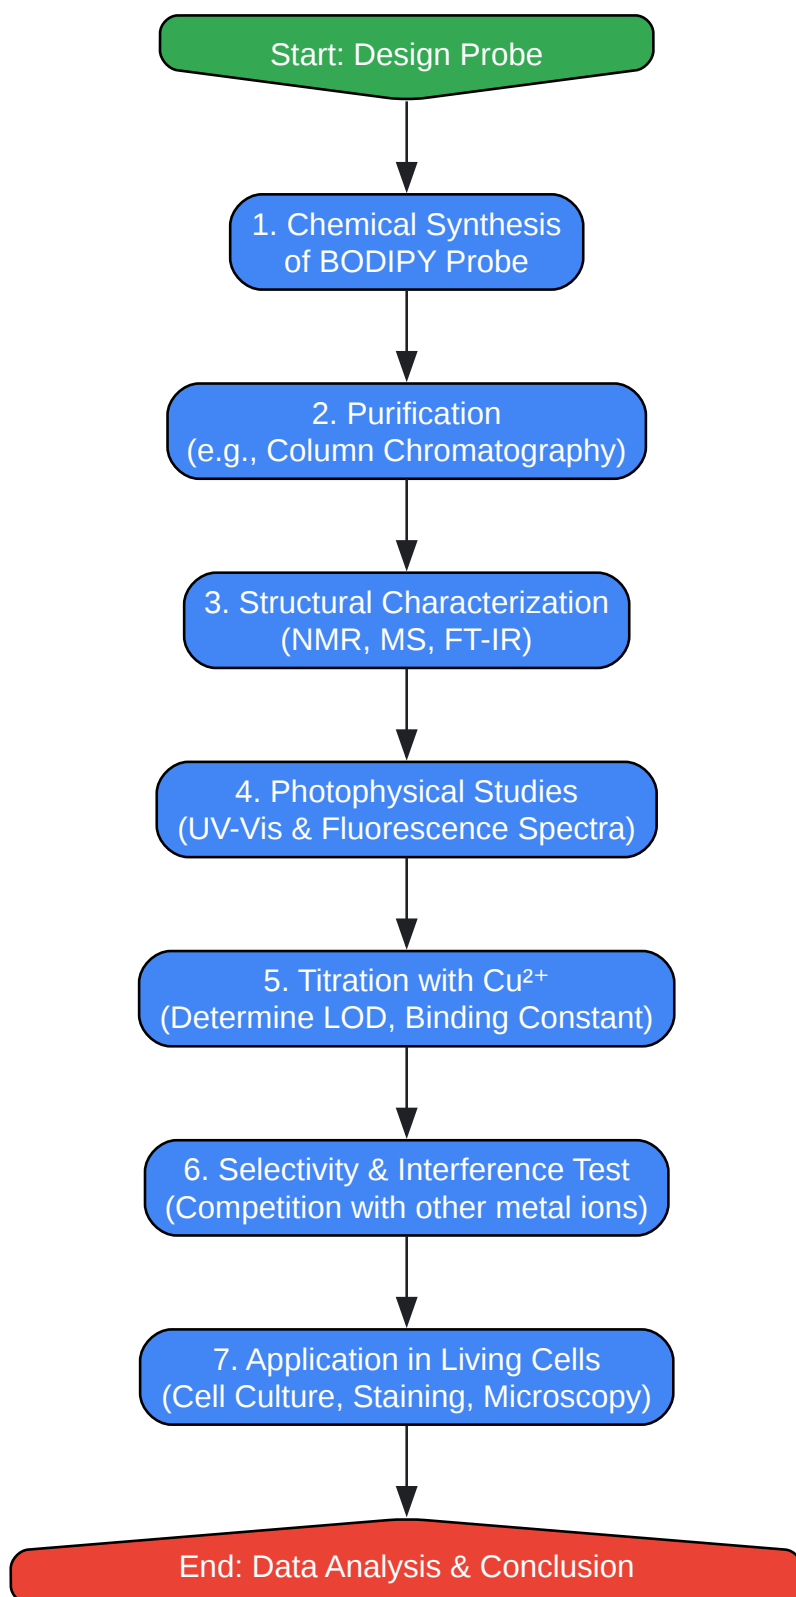 Start: Design Probe
1. Chemical Synthesis
of BODIPY Probe
2. Purification
(e.g., Column Chromatography)
3. Structural Characterization
(NMR, MS, FT-IR)
4. Photophysical Studies
(UV-Vis & Fluorescence Spectra)
5. Titration with Cu²⁺
(Determine LOD, Binding Constant)
6. Selectivity & Interference Test
(Competition with other metal ions)
7. Application in Living Cells
(Cell Culture, Staining, Microscopy)
End: Data Analysis & Conclusion